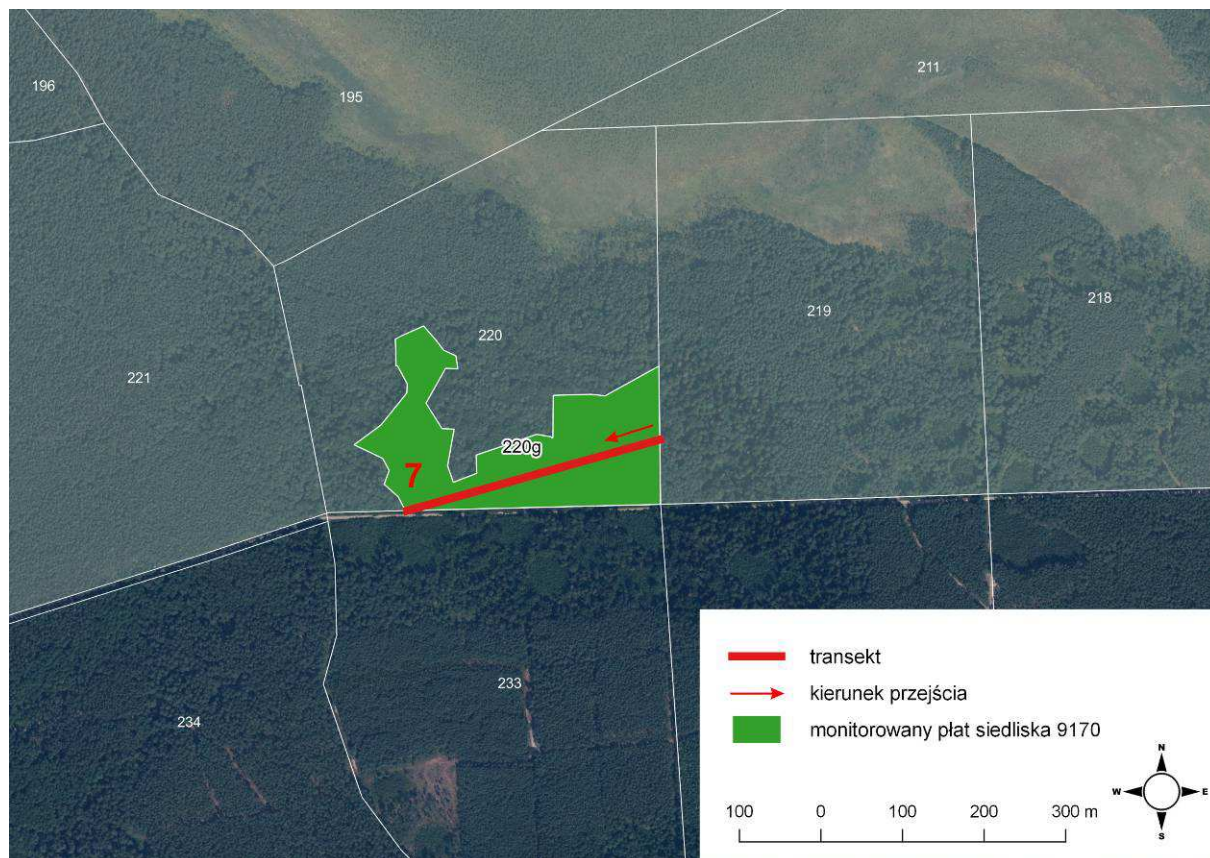 196
195
211
221
220
219
218
220g
7
234
233
transekt
kierunek przejścia
monitorowany płat siedliska 9170
N
W E
S
100 0 100 200 300 m